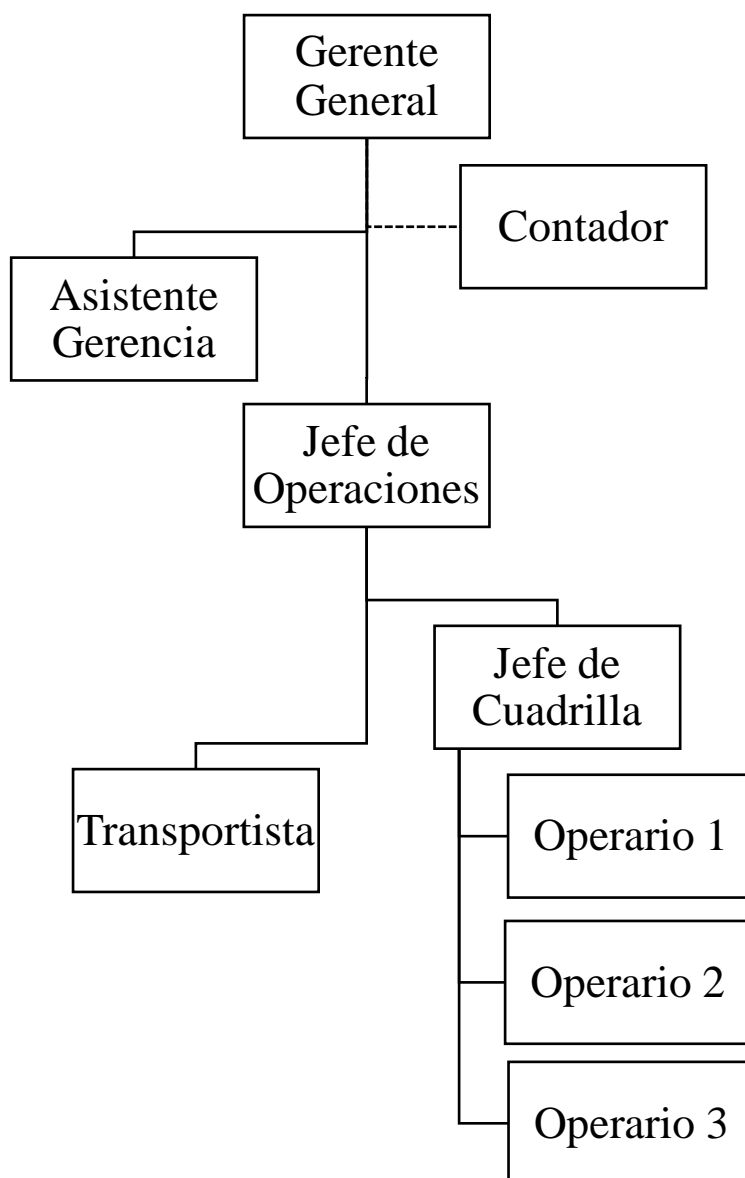 Gerente
General
Contador
Asistente
Gerencia
Jefe de
Operaciones
Jefe de
Cuadrilla
Transportista
Operario 1
Operario 2
Operario 3